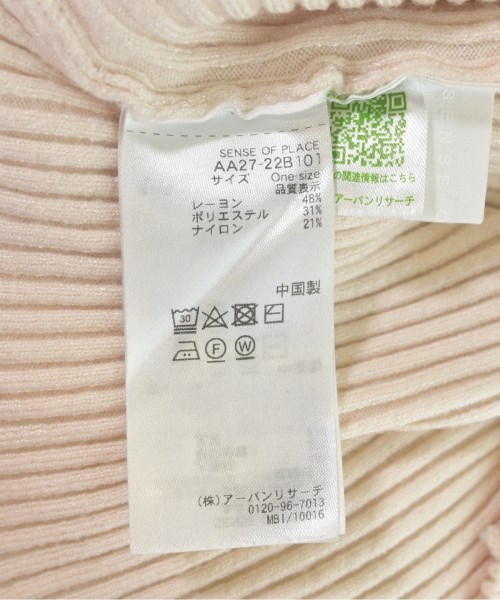 SENSE OF PLACE
AA27-22B101
サイズ One-size
品質表示
レーヨン 48%
ポリエステル 31%
ナイロン 21%
中国製
30
F W
(株)アーバンリサーチ
0120-96-7013
MBI/10016
の関連情報はこちら
アーバンリサーチ